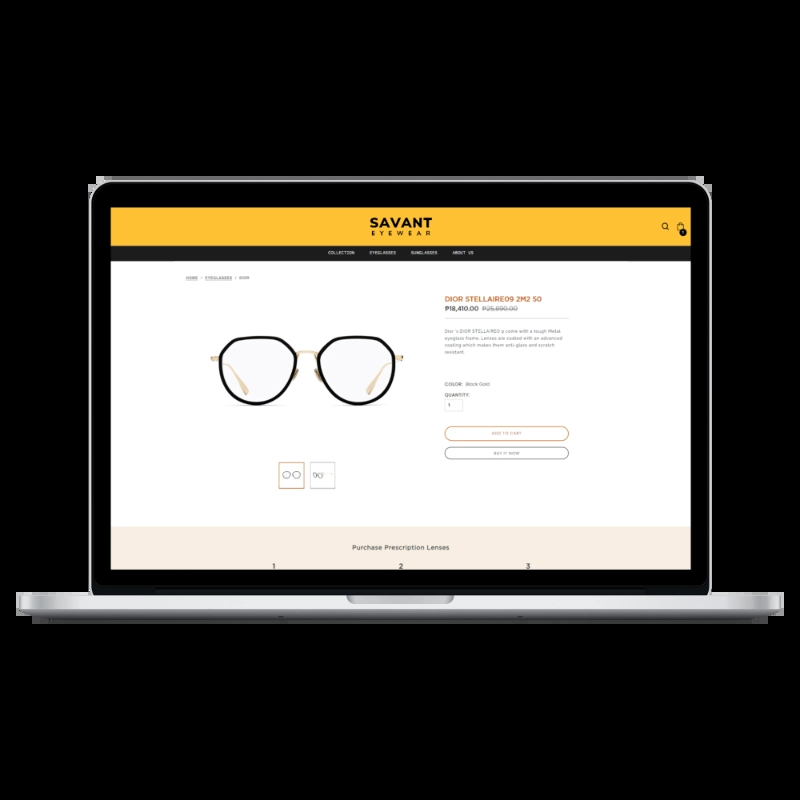 SAVANT
EYEWEAR
COLLECTION EYEGLASSES SUNGLASSES ABOUT US
HOME / EYEGLASSES / DIOR
DIOR STELLAIRE09 2M2 50
₱18,410.00 ₱25,890.00
Dior 's DIOR STELLAIRE09 g come with a tough Metal
eyeglass frame. Lenses are coated with an advanced
coating which makes them anti-glare and scratch
resistant.
COLOR: Black Gold
QUANTITY:
1
ADD TO CART
BUY IT NOW
Purchase Prescription Lenses
1 2 3